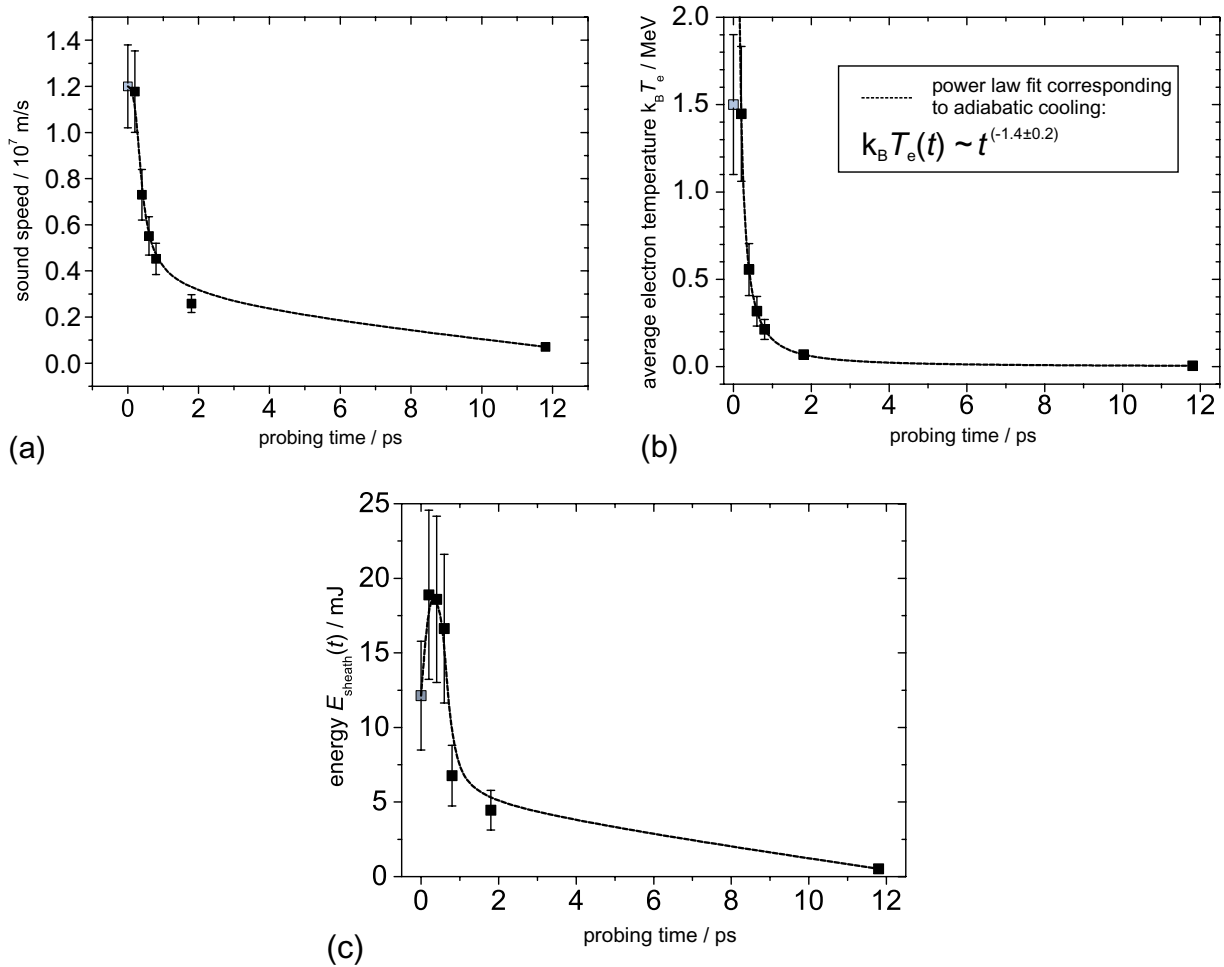 1.4
1.2
1.0
0.8
0.6
0.4
0.2
0.0
sound speed / 10⁷ m/s
0 2 4 6 8 10 12
probing time / ps
(a)
2.0
1.5
1.0
0.5
0.0
average electron temperature k_B T_e / MeV
power law fit corresponding
to adiabatic cooling:
k_B T_e(t) ~ t^(-1.4±0.2)
0 2 4 6 8 10 12
probing time / ps
(b)
25
20
15
10
5
0
energy E_sheath(t) / mJ
0 2 4 6 8 10 12
probing time / ps
(c)